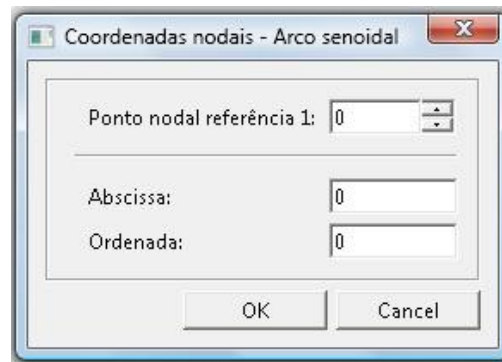 Coordenadas nodais - Arco senoidal
Ponto nodal referência 1: 0
Abscissa: 0
Ordenada: 0
OK Cancel